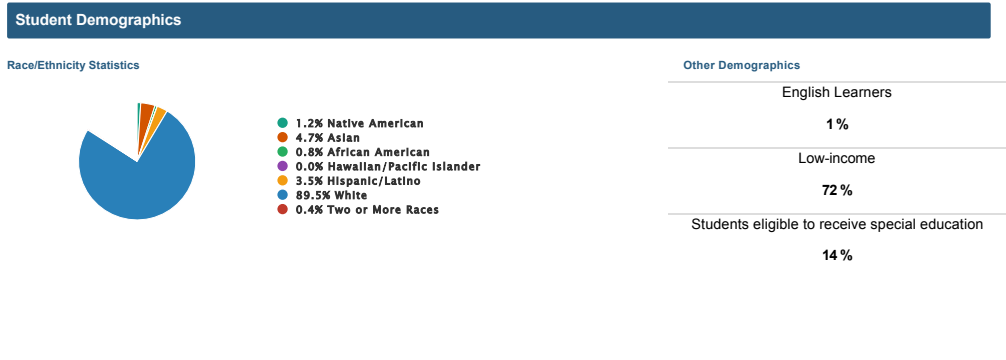 Student Demographics
Race/Ethnicity Statistics
1.2% Native American
4.7% Asian
0.8% African American
0.0% Hawaiian/Pacific Islander
3.5% Hispanic/Latino
89.5% White
0.4% Two or More Races
Other Demographics
English Learners
1 %
Low-income
72 %
Students eligible to receive special education
14 %